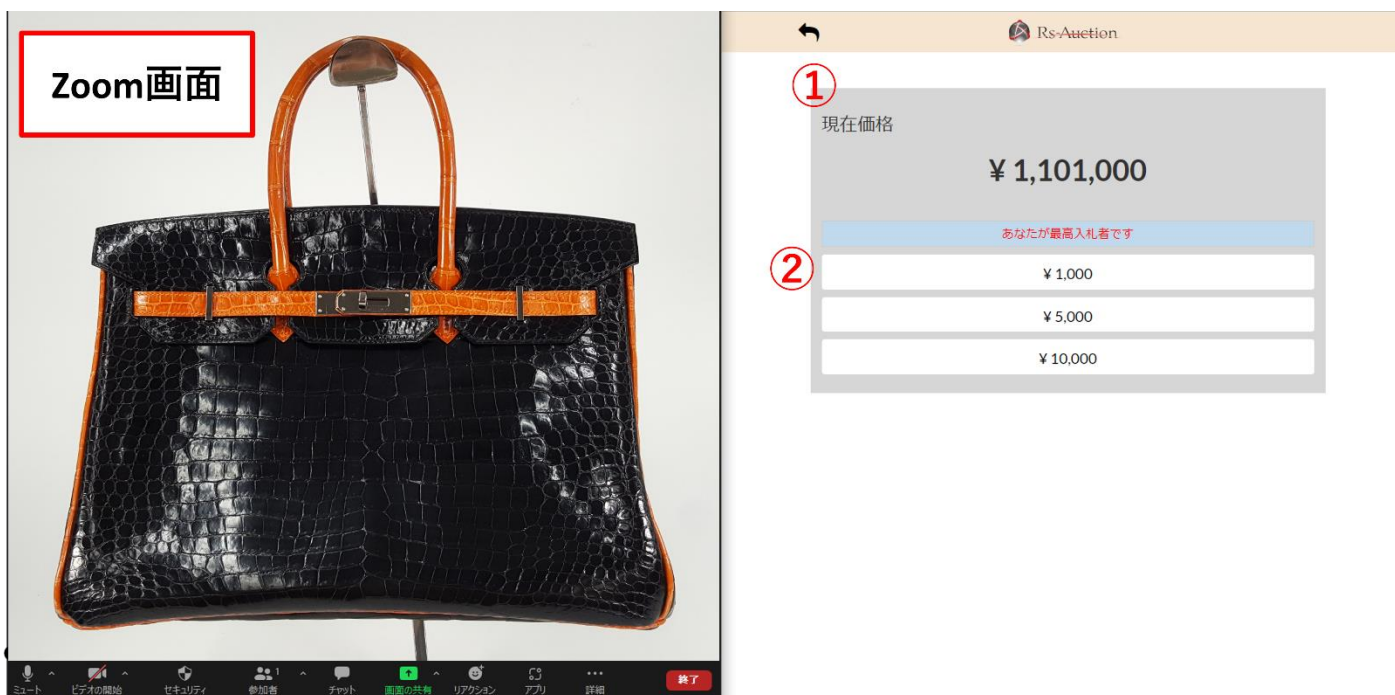 Zoom画面
Rs-Auction
①
現在価格
¥ 1,101,000
あなたが最高入札者です
②
¥ 1,000
¥ 5,000
¥ 10,000
ミュート
ビデオの開始
セキュリティ
1
参加者
チャット
画面の共有
リアクション
アプリ
詳細
終了